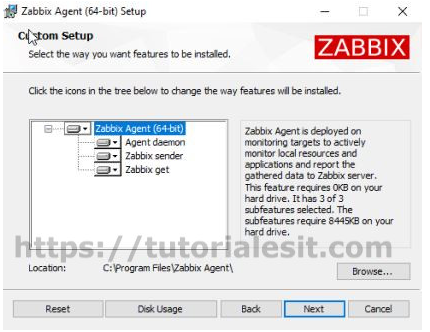 Zabbix Agent (64-bit) Setup
Custom Setup
Select the way you want features to be installed.
ZABBIX
Click the icons in the tree below to change the way features will be installed.
Zabbix Agent (64-bit)
Agent daemon
Zabbix sender
Zabbix get
Zabbix Agent is deployed on
monitoring targets to actively
monitor local resources and
applications and report the
gathered data to Zabbix server.
This feature requires 0KB on your
hard drive. It has 3 of 3
subfeatures selected. The
subfeatures require 8445KB on your
hard drive.
https://tutorialesit.com
Location: C:\Program Files\Zabbix Agent\
Browse...
Reset Disk Usage Back Next Cancel